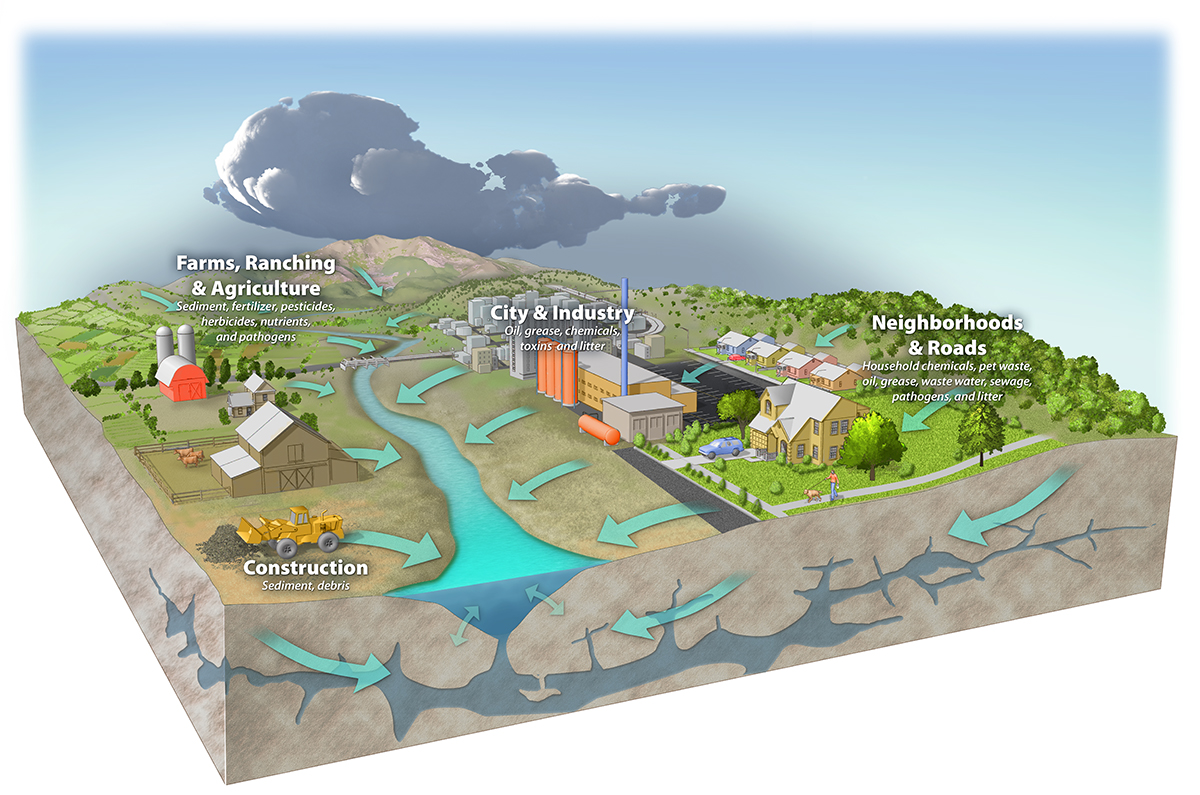 Farms, Ranching
& Agriculture
Sediment, fertilizer, pesticides,
herbicides, nutrients,
and pathogens
City & Industry
Oil, grease, chemicals,
toxins and litter
Neighborhoods
& Roads
Household chemicals, pet waste,
oil, grease, waste water, sewage,
pathogens, and litter
Construction
Sediment, debris